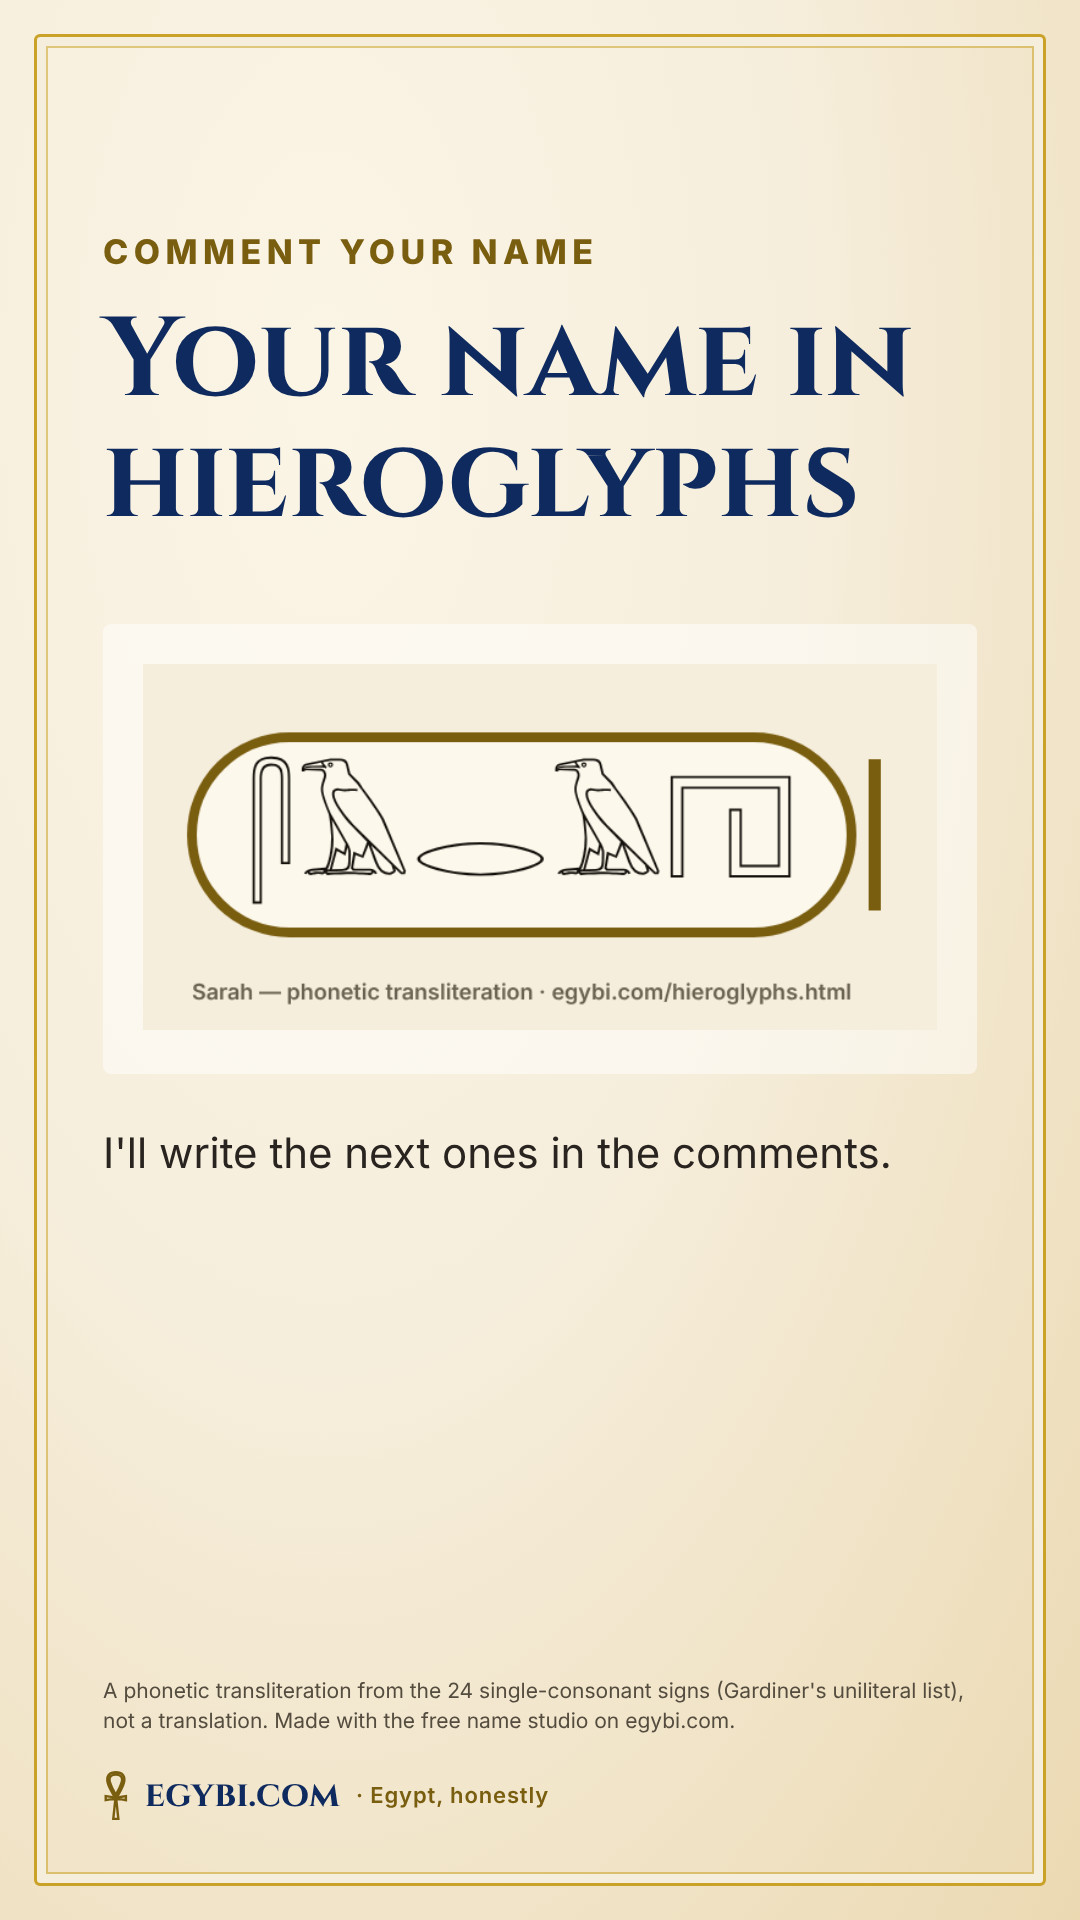 COMMENT YOUR NAME
YOUR NAME IN
HIEROGLYPHS
𓋴𓄿𓂋𓄿𓉔
Sarah — phonetic transliteration · egybi.com/hieroglyphs.html
I'll write the next ones in the comments.
A phonetic transliteration from the 24 single-consonant signs (Gardiner's uniliteral list),
not a translation. Made with the free name studio on egybi.com.
EGYBI.COM · Egypt, honestly